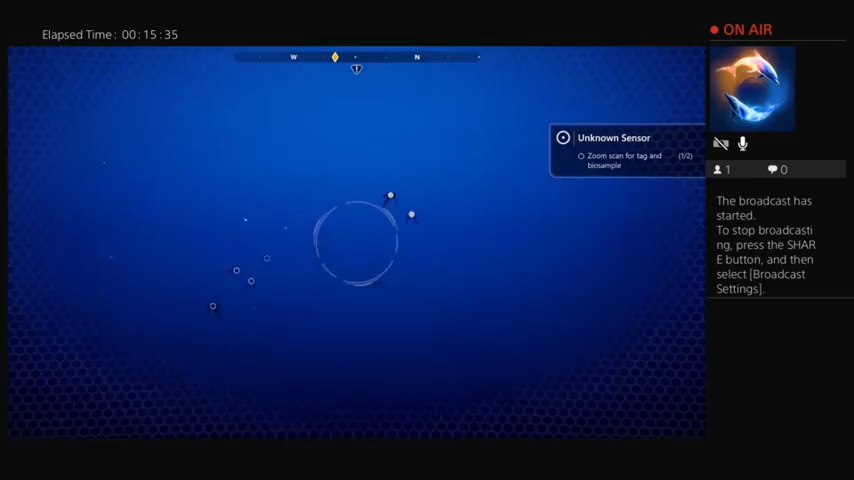 Elapsed Time: 00:15:35
ON AIR
W
N
Unknown Sensor
Zoom scan for tag and
biosample
(1/2)
1
0
The broadcast has
started.
To stop broadcasti
ng, press the SHAR
E button, and then
select [Broadcast
Settings].